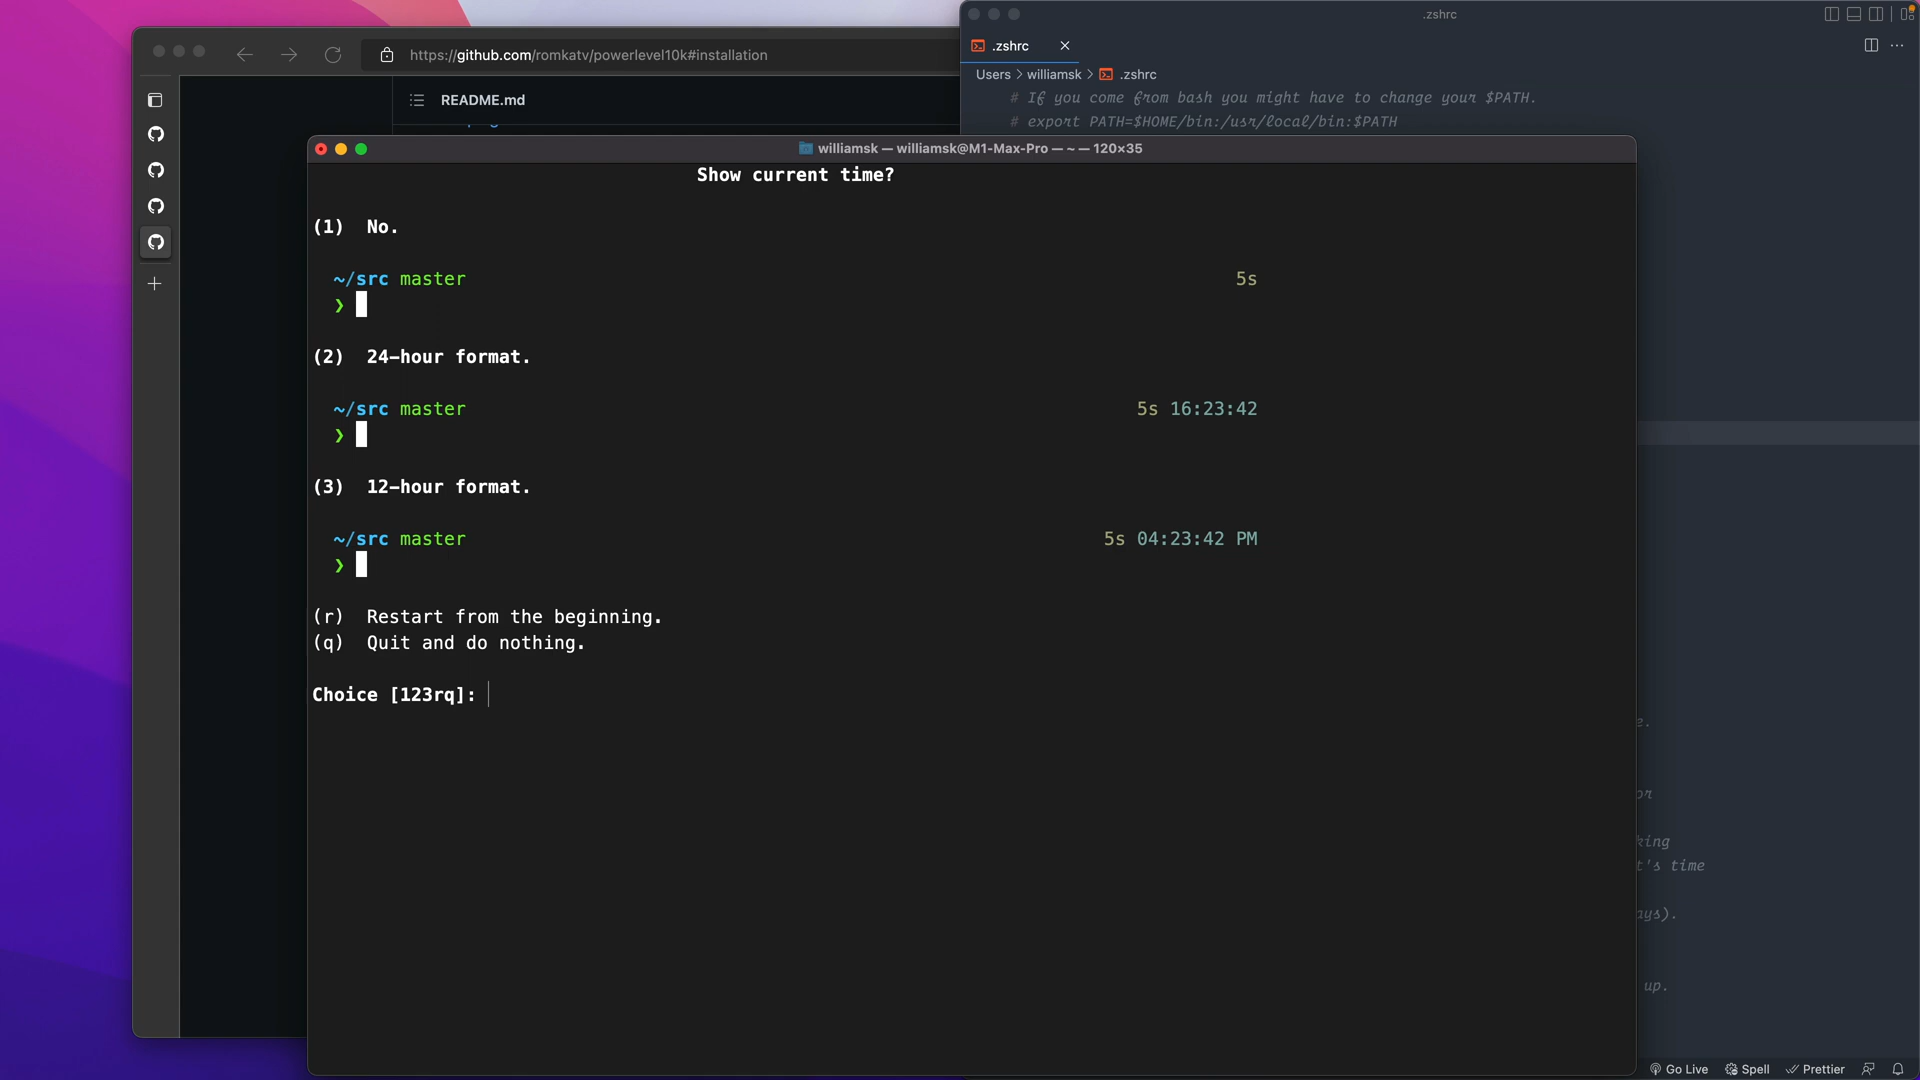 .zshrc
.zshrc
https://github.com/romkatv/powerlevel10k#installation
Users > williamsk > .zshrc
README.md
# If you come from bash you might have to change your $PATH.
# export PATH=$HOME/bin:/usr/local/bin:$PATH
williamsk — williamsk@M1-Max-Pro — ~ — 120×35
Show current time?
(1) No.
~/src master 5s
❯
(2) 24-hour format.
~/src master 5s 16:23:42
❯
(3) 12-hour format.
~/src master 5s 04:23:42 PM
❯
(r) Restart from the beginning.
(q) Quit and do nothing.
Choice [123rq]:
t's time
up.
Go Live Spell Prettier